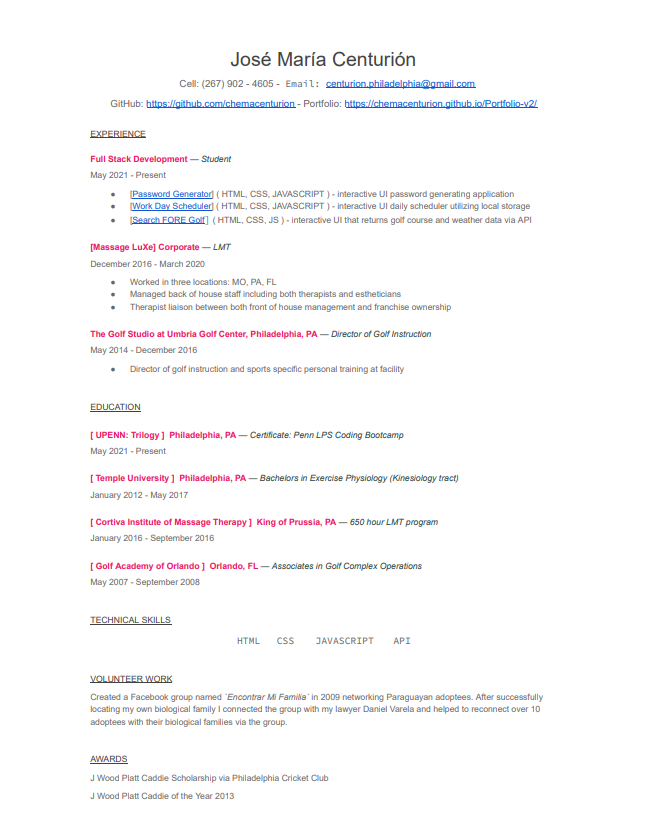 José María Centurión
Cell: (267) 902 - 4605 - Email: centurion.philadelphia@gmail.com
GitHub: https://github.com/chemacenturion - Portfolio: https://chemacenturion.github.io/Portfolio-v2/
EXPERIENCE
Full Stack Development — Student
May 2021 - Present
● [Password Generator] ( HTML, CSS, JAVASCRIPT ) - interactive UI password generating application
● [Work Day Scheduler] ( HTML, CSS, JAVASCRIPT ) - interactive UI daily scheduler utilizing local storage
● [Search FORE Golf] ( HTML, CSS, JS ) - interactive UI that returns golf course and weather data via API
[Massage LuXe] Corporate — LMT
December 2016 - March 2020
● Worked in three locations: MO, PA, FL
● Managed back of house staff including both therapists and estheticians
● Therapist liaison between both front of house management and franchise ownership
The Golf Studio at Umbria Golf Center, Philadelphia, PA — Director of Golf Instruction
May 2014 - December 2016
● Director of golf instruction and sports specific personal training at facility
EDUCATION
[ UPENN: Trilogy ] Philadelphia, PA — Certificate: Penn LPS Coding Bootcamp
May 2021 - Present
[ Temple University ] Philadelphia, PA — Bachelors in Exercise Physiology (Kinesiology tract)
January 2012 - May 2017
[ Cortiva Institute of Massage Therapy ] King of Prussia, PA — 650 hour LMT program
January 2016 - September 2016
[ Golf Academy of Orlando ] Orlando, FL — Associates in Golf Complex Operations
May 2007 - September 2008
TECHNICAL SKILLS
HTML CSS JAVASCRIPT API
VOLUNTEER WORK
Created a Facebook group named `Encontrar Mi Familia` in 2009 networking Paraguayan adoptees. After successfully
locating my own biological family I connected the group with my lawyer Daniel Varela and helped to reconnect over 10
adoptees with their biological families via the group.
AWARDS
J Wood Platt Caddie Scholarship via Philadelphia Cricket Club
J Wood Platt Caddie of the Year 2013